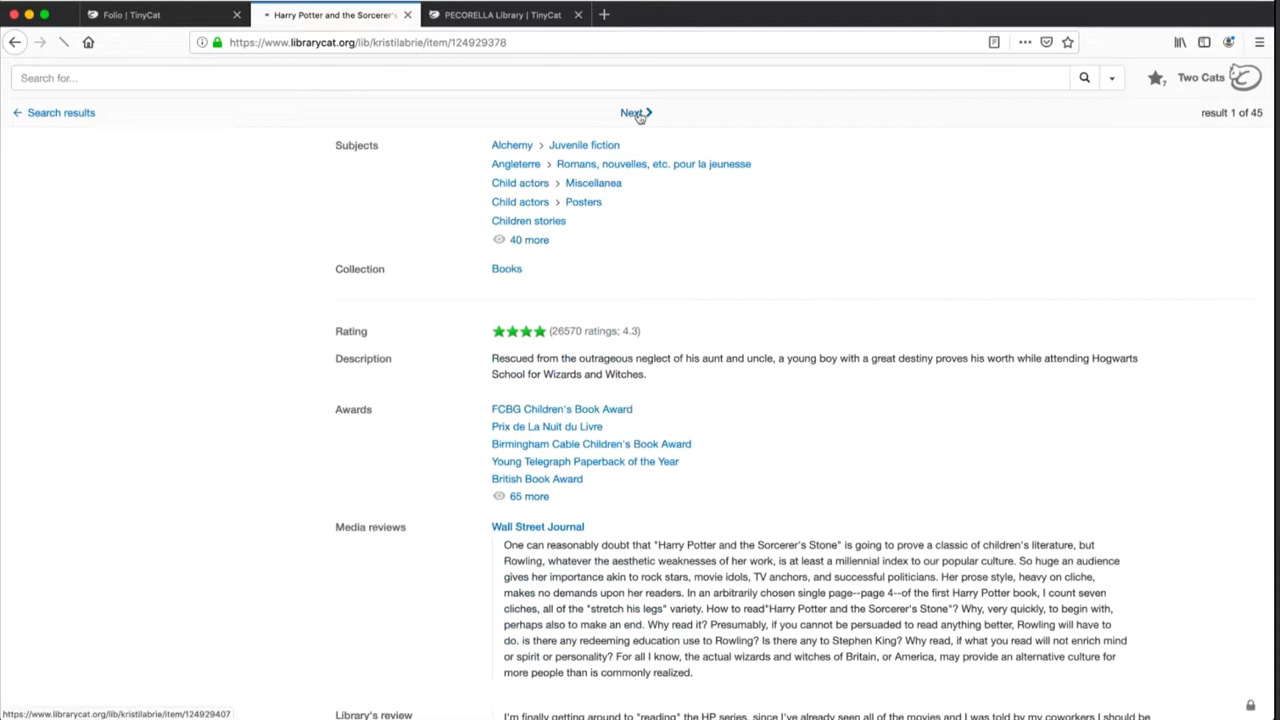 Folio | TinyCat
Harry Potter and the Sorcerer's
PECORELLA Library | TinyCat
https://www.librarycat.org/lib/kristilabrie/item/124929378
Search for...
7
Two Cats
Search results
Next
result 1 of 45
Subjects
Alchemy > Juvenile fiction
Angleterre > Romans, nouvelles, etc. pour la jeunesse
Child actors > Miscellanea
Child actors > Posters
Children stories
40 more
Collection
Books
Rating
(26570 ratings; 4.3)
Description
Rescued from the outrageous neglect of his aunt and uncle, a young boy with a great destiny proves his worth while attending Hogwarts
School for Wizards and Witches.
Awards
FCBG Children's Book Award
Prix de La Nuit du Livre
Birmingham Cable Children's Book Award
Young Telegraph Paperback of the Year
British Book Award
65 more
Media reviews
Wall Street Journal
One can reasonably doubt that "Harry Potter and the Sorcerer's Stone" is going to prove a classic of children's literature, but
Rowling, whatever the aesthetic weaknesses of her work, is at least a millennial index to our popular culture. So huge an audience
gives her importance akin to rock stars, movie idols, TV anchors, and successful politicians. Her prose style, heavy on cliche,
makes no demands upon her readers. In an arbitrarily chosen single page--page 4--of the first Harry Potter book, I count seven
cliches, all of the "stretch his legs" variety. How to read"Harry Potter and the Sorcerer's Stone"? Why, very quickly, to begin with,
perhaps also to make an end. Why read it? Presumably, if you cannot be persuaded to read anything better, Rowling will have to
do. is there any redeeming education use to Rowling? Is there any to Stephen King? Why read, if what you read will not enrich mind
or spirit or personality? For all I know, the actual wizards and witches of Britain, or America, may provide an alternative culture for
more people than is commonly realized.
Library's review
I'm finally getting around to "reading" the HP series, since I've already seen all of the movies and I was told by my coworkers I should be
https://www.librarycat.org/lib/kristilabrie/item/124929407